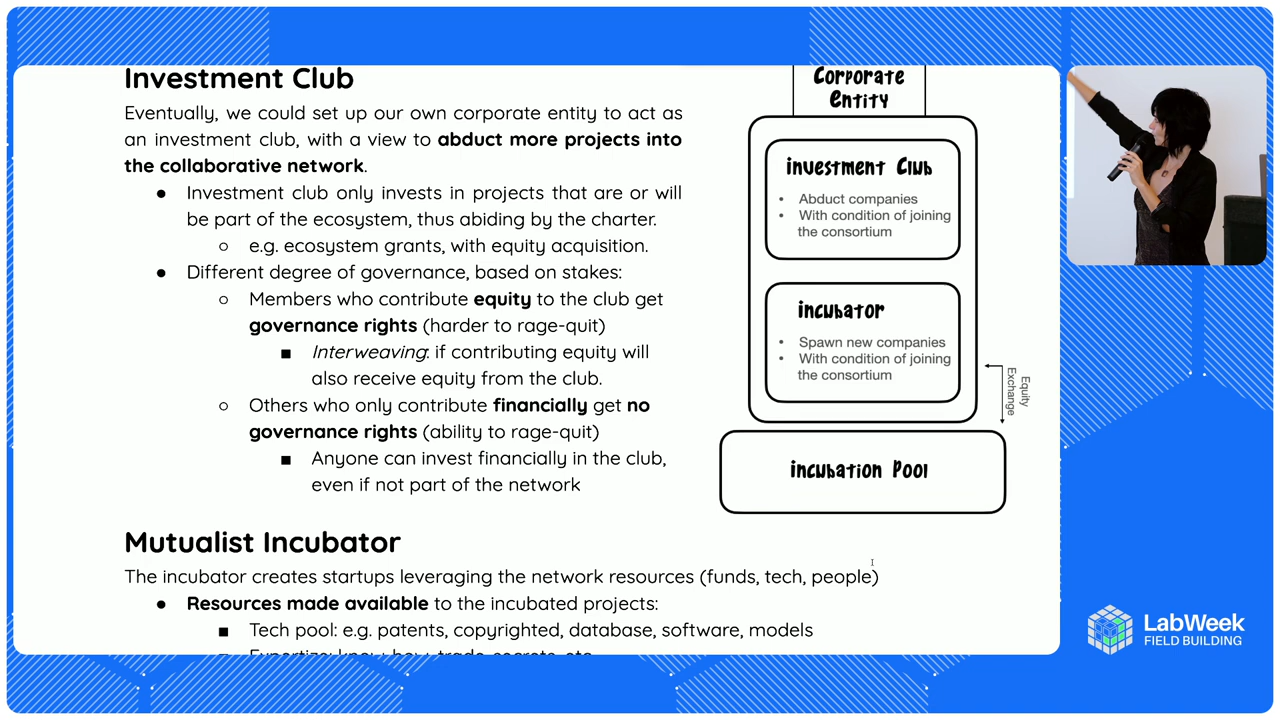 Investment Club
Eventually, we could set up our own corporate entity to act as
an investment club, with a view to abduct more projects into
the collaborative network.
● Investment club only invests in projects that are or will
be part of the ecosystem, thus abiding by the charter.
○ e.g. ecosystem grants, with equity acquisition.
● Different degree of governance, based on stakes:
○ Members who contribute equity to the club get
governance rights (harder to rage-quit)
■ Interweaving: if contributing equity will
also receive equity from the club.
○ Others who only contribute financially get no
governance rights (ability to rage-quit)
■ Anyone can invest financially in the club,
even if not part of the network
Corporate
Entity
investment Club
• Abduct companies
• With condition of joining
the consortium
incubator
• Spawn new companies
• With condition of joining
the consortium
Equity
Exchange
incubation Pool
Mutualist Incubator
The incubator creates startups leveraging the network resources (funds, tech, people)
● Resources made available to the incubated projects:
■ Tech pool: e.g. patents, copyrighted, database, software, models
LabWeek
FIELD BUILDING